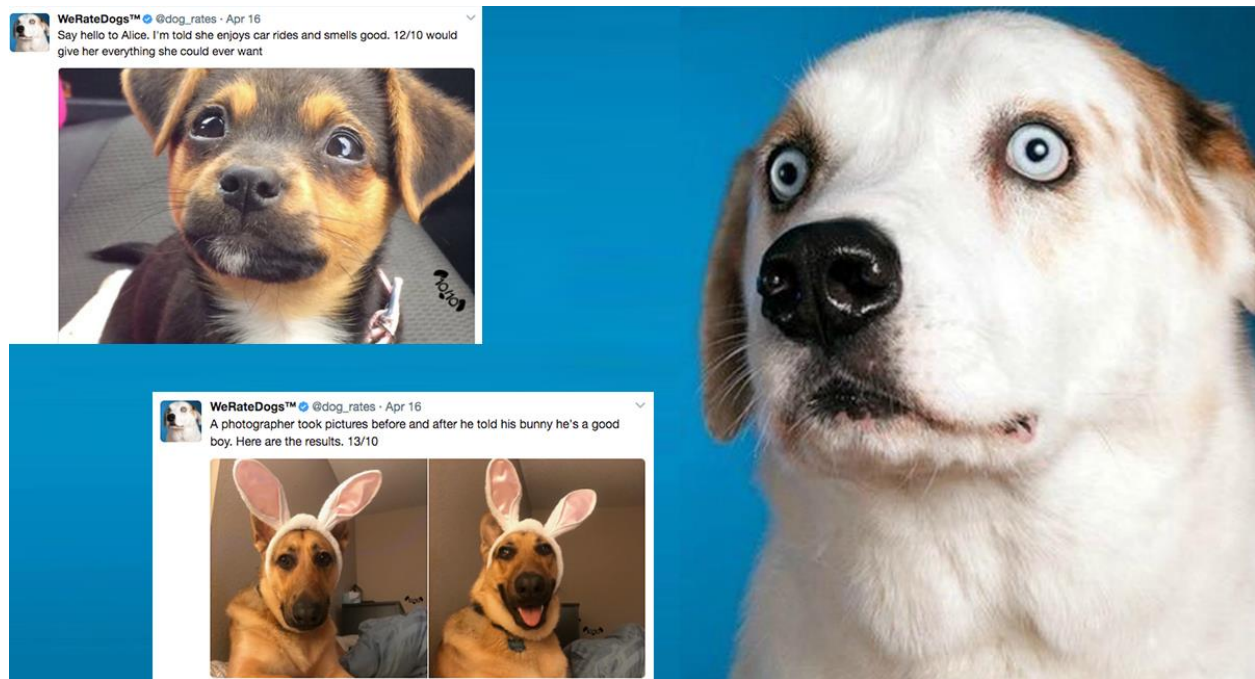 WeRateDogs™ @dog_rates · Apr 16
Say hello to Alice. I'm told she enjoys car rides and smells good. 12/10 would
give her everything she could ever want
10/10
WeRateDogs™ @dog_rates · Apr 16
A photographer took pictures before and after he told his bunny he's a good
boy. Here are the results. 13/10